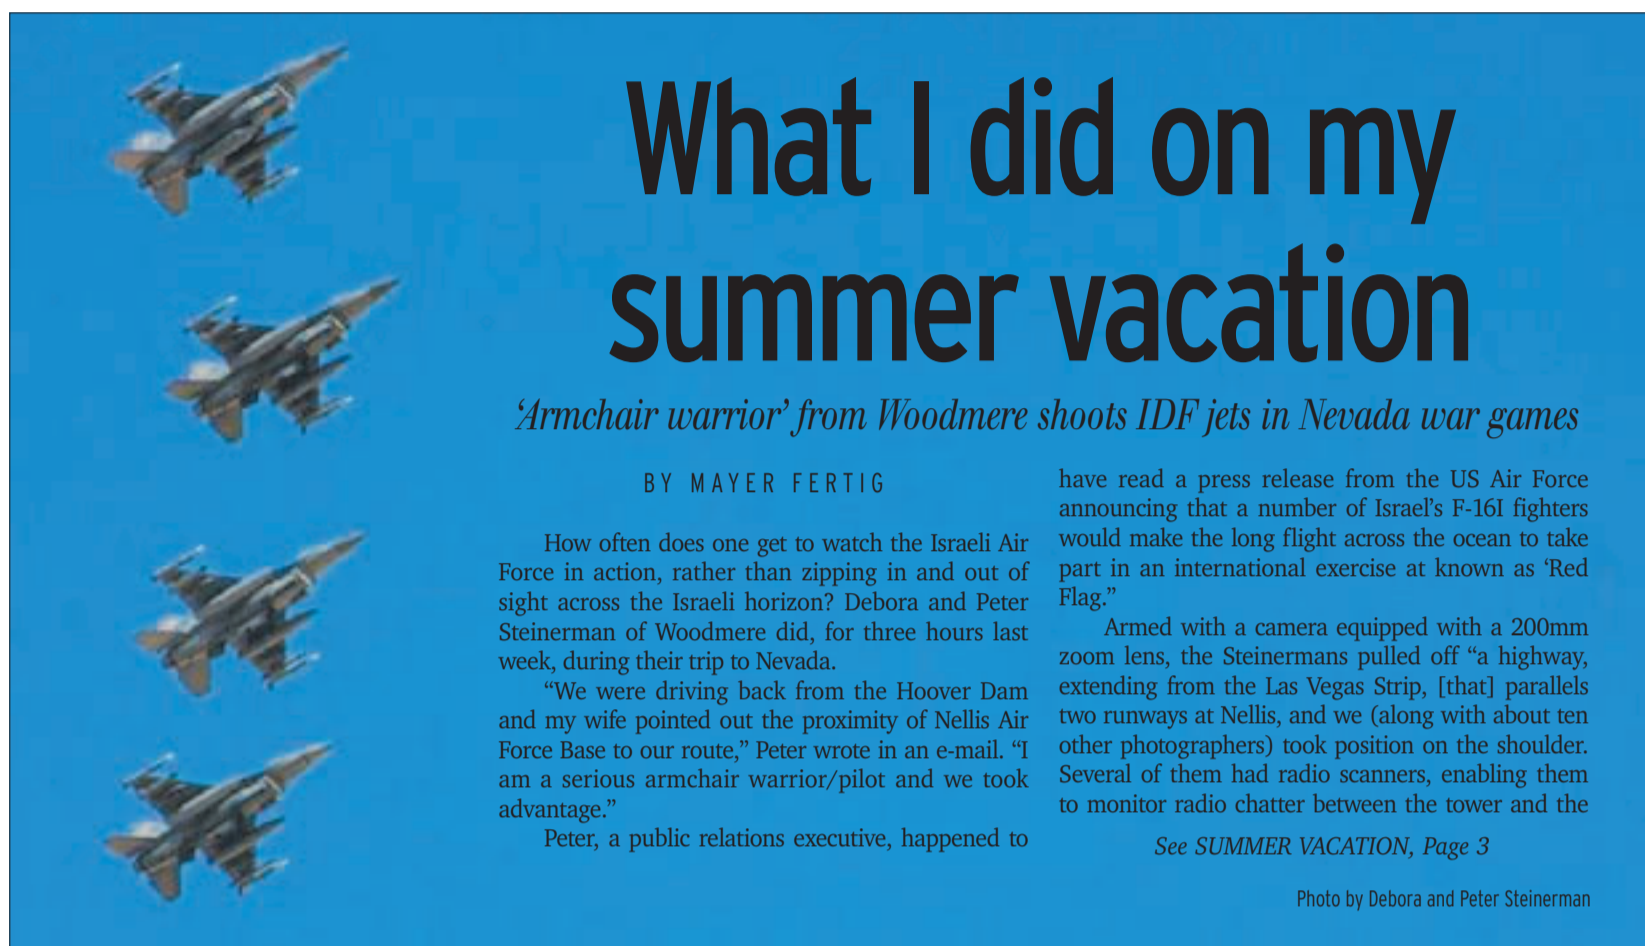 What I did on my
summer vacation
‘Armchair warrior’ from Woodmere shoots IDF jets in Nevada war games
BY MAYER FERTIG
How often does one get to watch the Israeli Air
Force in action, rather than zipping in and out of
sight across the Israeli horizon? Debora and Peter
Steinerman of Woodmere did, for three hours last
week, during their trip to Nevada.
“We were driving back from the Hoover Dam
and my wife pointed out the proximity of Nellis Air
Force Base to our route,” Peter wrote in an e-mail. “I
am a serious armchair warrior/pilot and we took
advantage.”
Peter, a public relations executive, happened to
have read a press release from the US Air Force
announcing that a number of Israel’s F-16I fighters
would make the long flight across the ocean to take
part in an international exercise at known as ‘Red
Flag.”
Armed with a camera equipped with a 200mm
zoom lens, the Steinermans pulled off “a highway,
extending from the Las Vegas Strip, [that] parallels
two runways at Nellis, and we (along with about ten
other photographers) took position on the shoulder.
Several of them had radio scanners, enabling them
to monitor radio chatter between the tower and the
See SUMMER VACATION, Page 3
Photo by Debora and Peter Steinerman